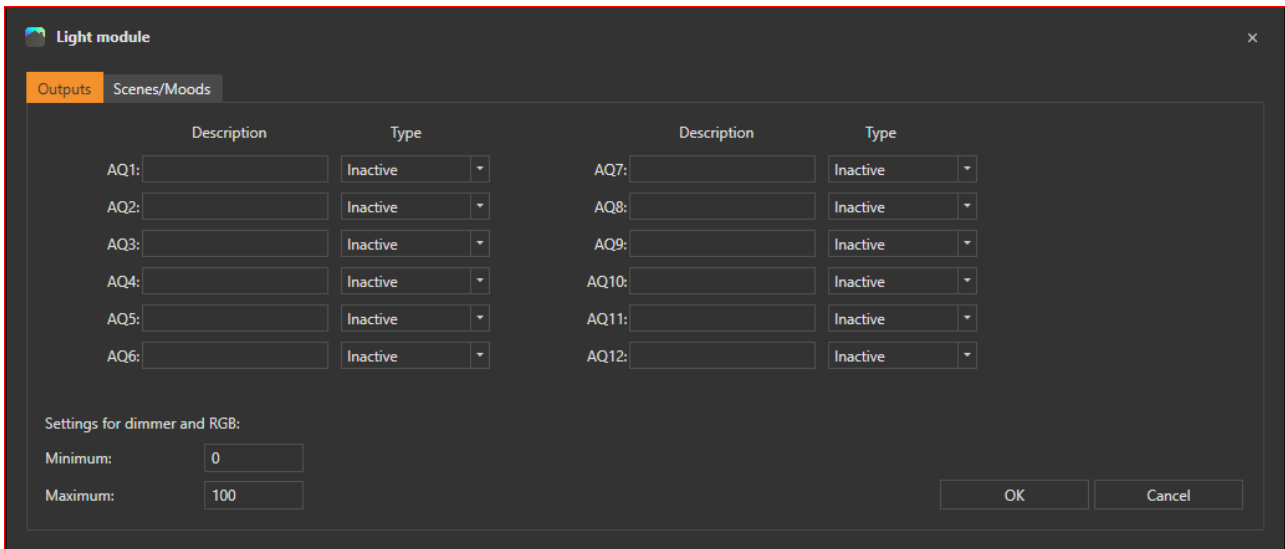 Light module
Outputs Scenes/Moods
Description Type Description Type
AQ1: Inactive AQ7: Inactive
AQ2: Inactive AQ8: Inactive
AQ3: Inactive AQ9: Inactive
AQ4: Inactive AQ10: Inactive
AQ5: Inactive AQ11: Inactive
AQ6: Inactive AQ12: Inactive
Settings for dimmer and RGB:
Minimum: 0
Maximum: 100 OK Cancel